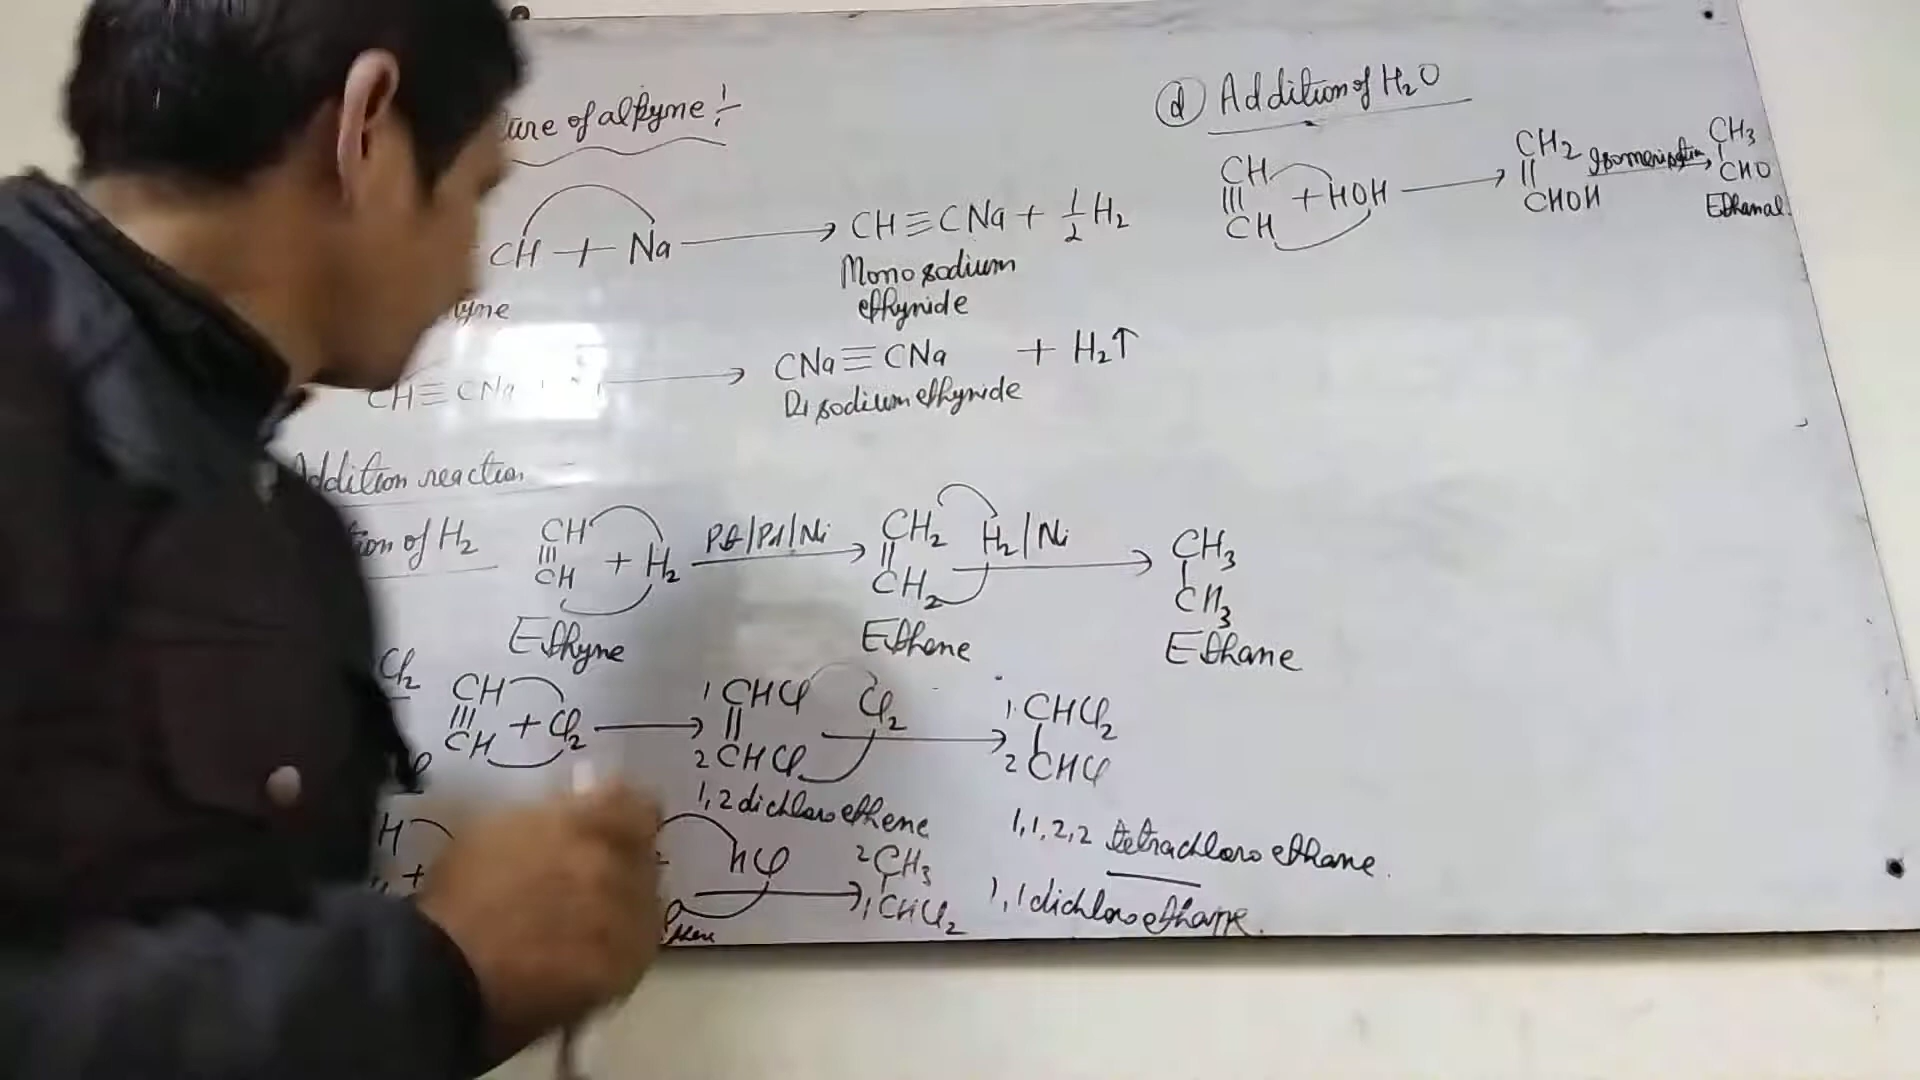 ure of alkyne :-
CH + Na → CH≡CNa + 1/2 H2
yne
Mono sodium
ethynide
CH≡CNa → CNa≡CNa + H2↑
Di sodium ethynide
Addition reaction
tion of H2
CH≡CH + H2 Pt/Pd/Ni → CH2=CH2 H2/Ni → CH3-CH3
Ethyne Ethene Ethane
Cl2
CH≡CH + Cl2 → 1 CHCl=2 CHCl Cl2 → 1 CHCl2-2 CHCl
1,2 dichloro ethene
1,1,2,2 tetrachloro ethane.
H + HCl → 2 CH3-1 CHCl2 1,1 dichloro ethane.
(d) Addition of H2O
CH≡CH + HOH → CH2=CHOH Isomerisation → CH3-CHO
Ethanal.